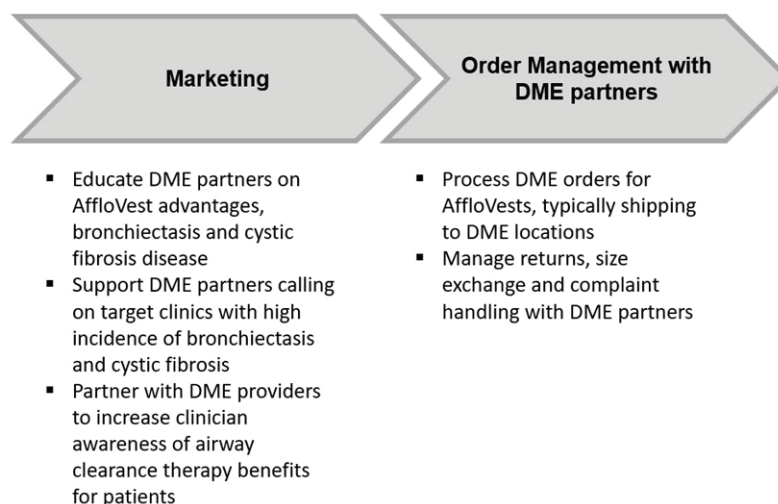 Marketing
Order Management with
DME partners
▪ Educate DME partners on
AffloVest advantages,
bronchiectasis and cystic
fibrosis disease
▪ Support DME partners calling
on target clinics with high
incidence of bronchiectasis
and cystic fibrosis
▪ Partner with DME providers
to increase clinician
awareness of airway
clearance therapy benefits
for patients
▪ Process DME orders for
AffloVests, typically shipping
to DME locations
▪ Manage returns, size
exchange and complaint
handling with DME partners